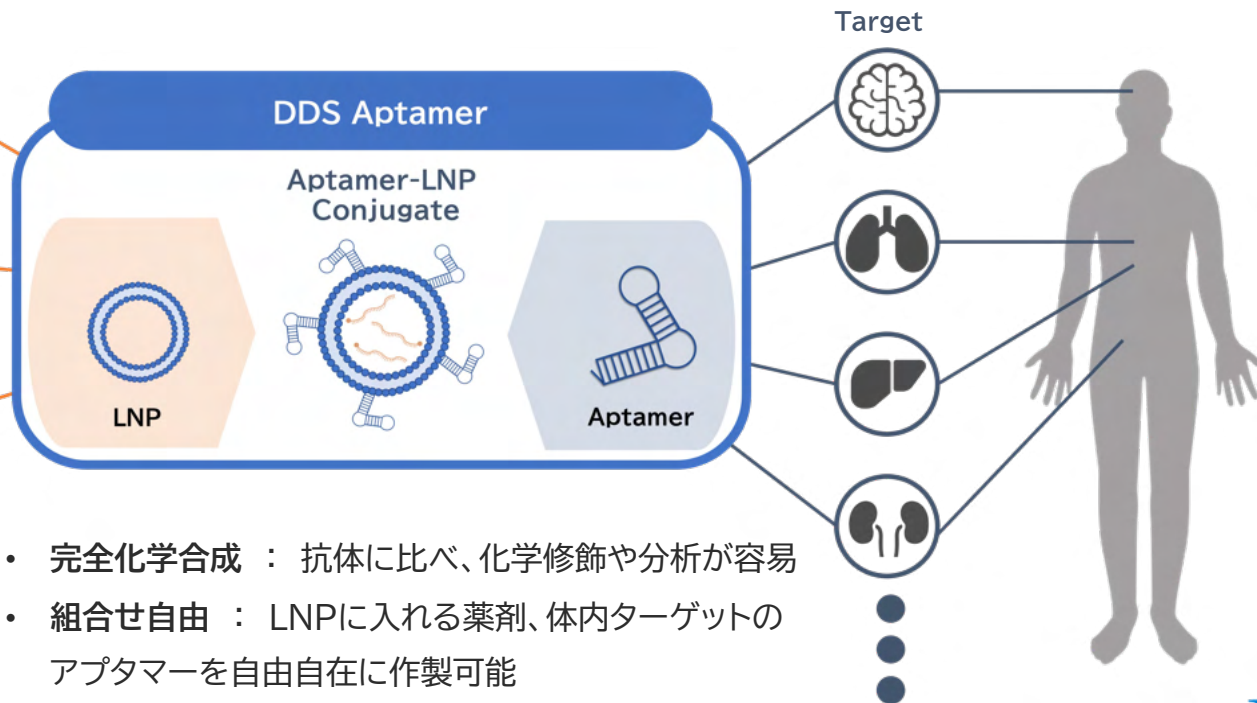 Target
DDS Aptamer
Aptamer-LNP
Conjugate
LNP
Aptamer
• 完全化学合成 ： 抗体に比べ、化学修飾や分析が容易
• 組合せ自由 ： LNPに入れる薬剤、体内ターゲットの
アプタマーを自由自在に作製可能